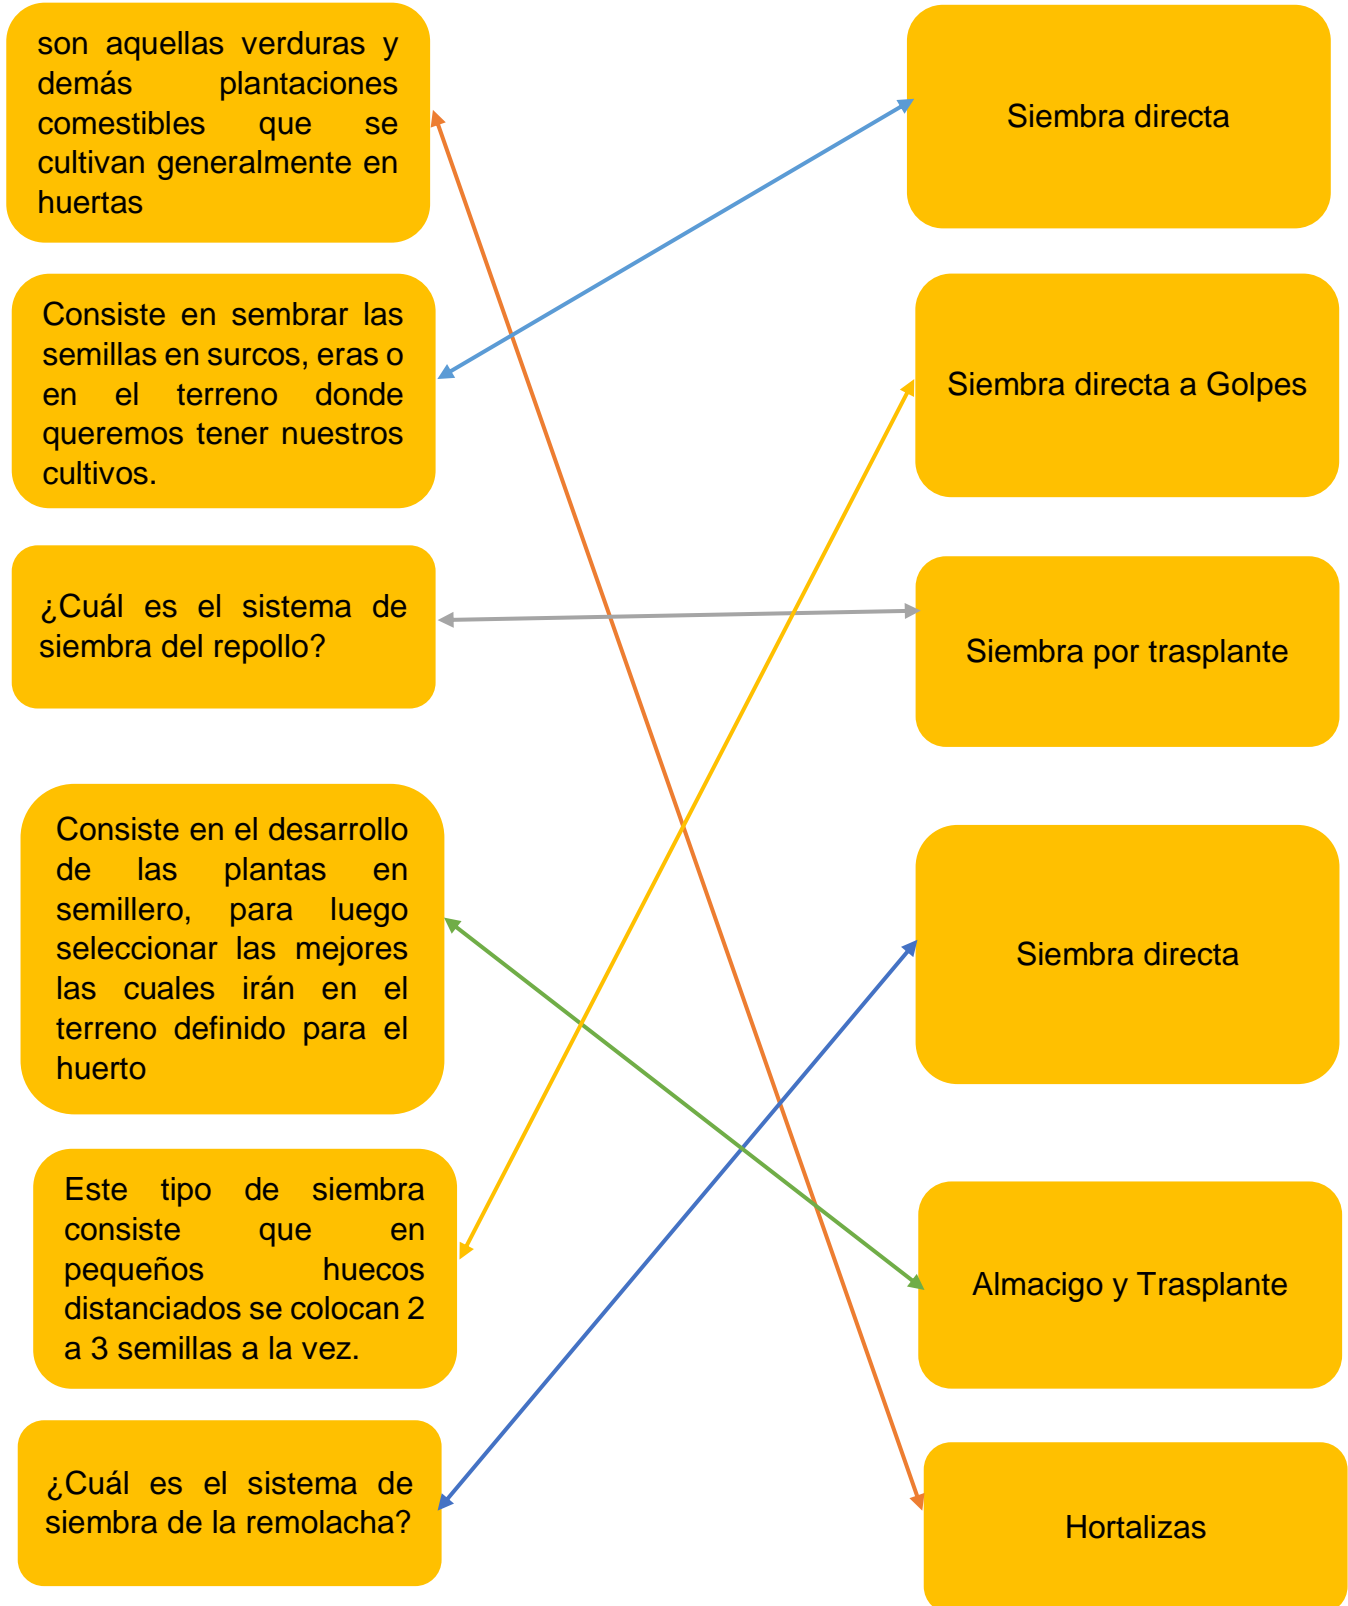 son aquellas verduras y
demás plantaciones
comestibles que se
cultivan generalmente en
huertas
Siembra directa
Consiste en sembrar las
semillas en surcos, eras o
en el terreno donde
queremos tener nuestros
cultivos.
Siembra directa a Golpes
¿Cuál es el sistema de
siembra del repollo?
Siembra por trasplante
Consiste en el desarrollo
de las plantas en
semillero, para luego
seleccionar las mejores
las cuales irán en el
terreno definido para el
huerto
Siembra directa
Este tipo de siembra
consiste que en
pequeños huecos
distanciados se colocan 2
a 3 semillas a la vez.
Almacigo y Trasplante
¿Cuál es el sistema de
siembra de la remolacha?
Hortalizas